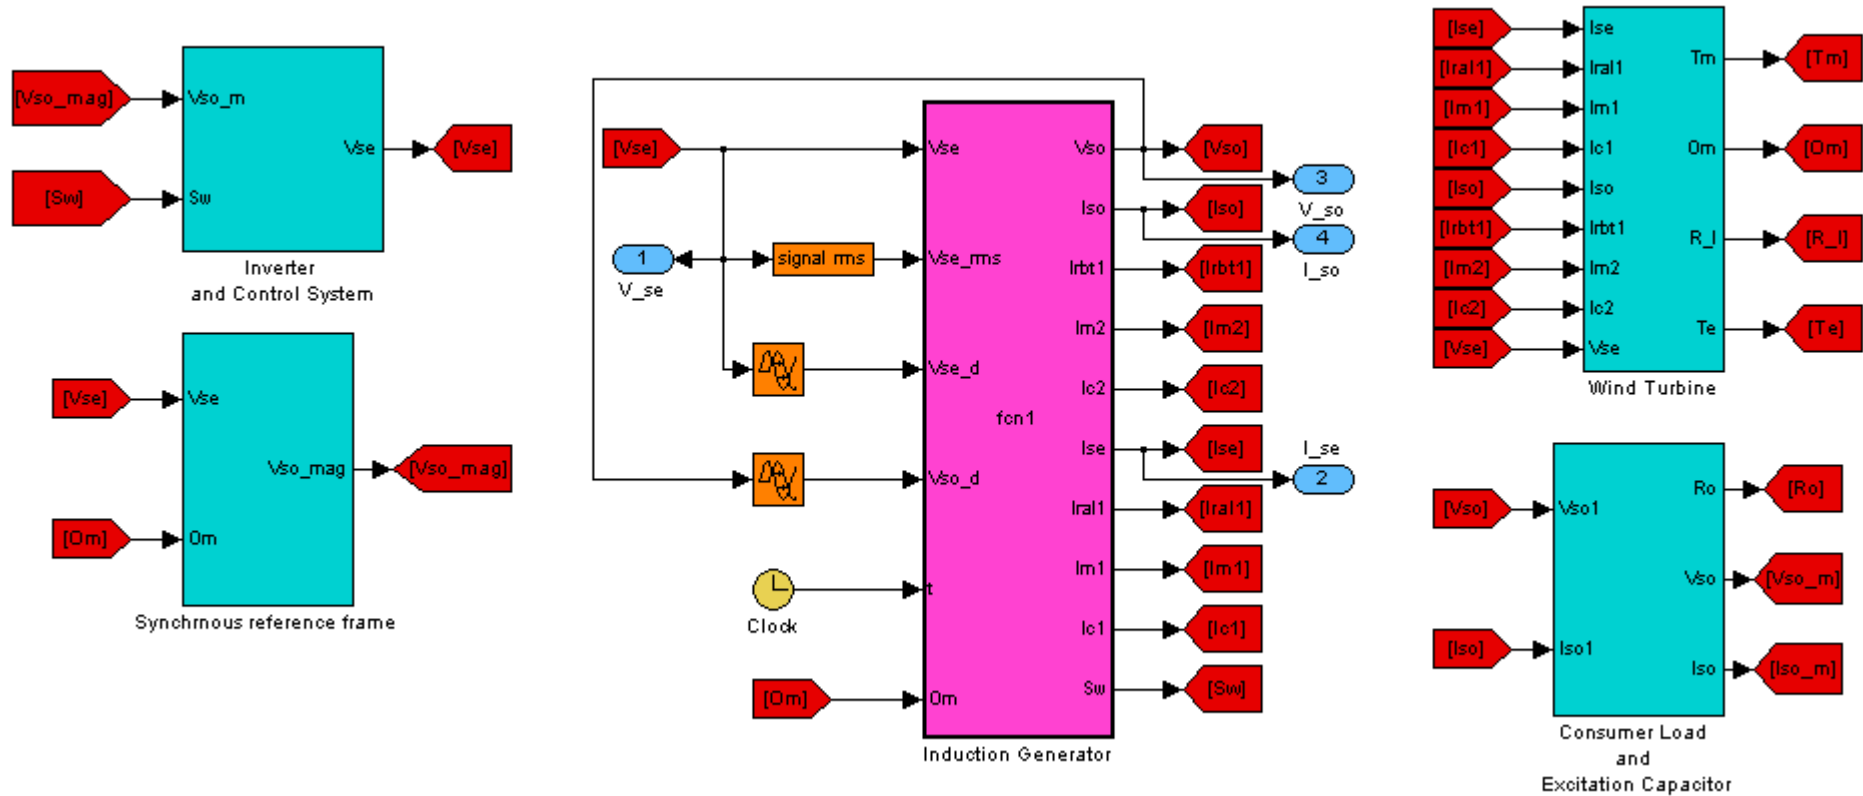 [Vso_mag]
Vso_m
[Sw]
Sw
Vse
[Vse]
Inverter
and Control System
[Vse]
Vse
[Om]
Om
Vso_mag
[Vso_mag]
Synchrnous reference frame
[Vse]
1
V_se
signal rms
Clock
[Om]
Vse
Vse_rms
Vse_d
Vso_d
t
Om
fcn1
Vso
Iso
Irbt1
Im2
Ic2
Ise
Iral1
Im1
Ic1
Sw
Induction Generator
[Vso]
[Iso]
[Irbt1]
[Im2]
[Ic2]
[Ise]
[Iral1]
[Im1]
[Ic1]
[Sw]
3
V_so
4
I_so
I_se
2
[Ise]
[Iral1]
[Im1]
[Ic1]
[Iso]
[Irbt1]
[Im2]
[Ic2]
[Vse]
Ise
Iral1
Im1
Ic1
Iso
Irbt1
Im2
Ic2
Vse
Tm
Om
R_l
Te
[Tm]
[Om]
[R_l]
[Te]
Wind Turbine
[Vso]
[Iso]
Vso1
Iso1
Ro
Vso
Iso
[Ro]
[Vso_m]
[Iso_m]
Consumer Load
and
Excitation Capacitor